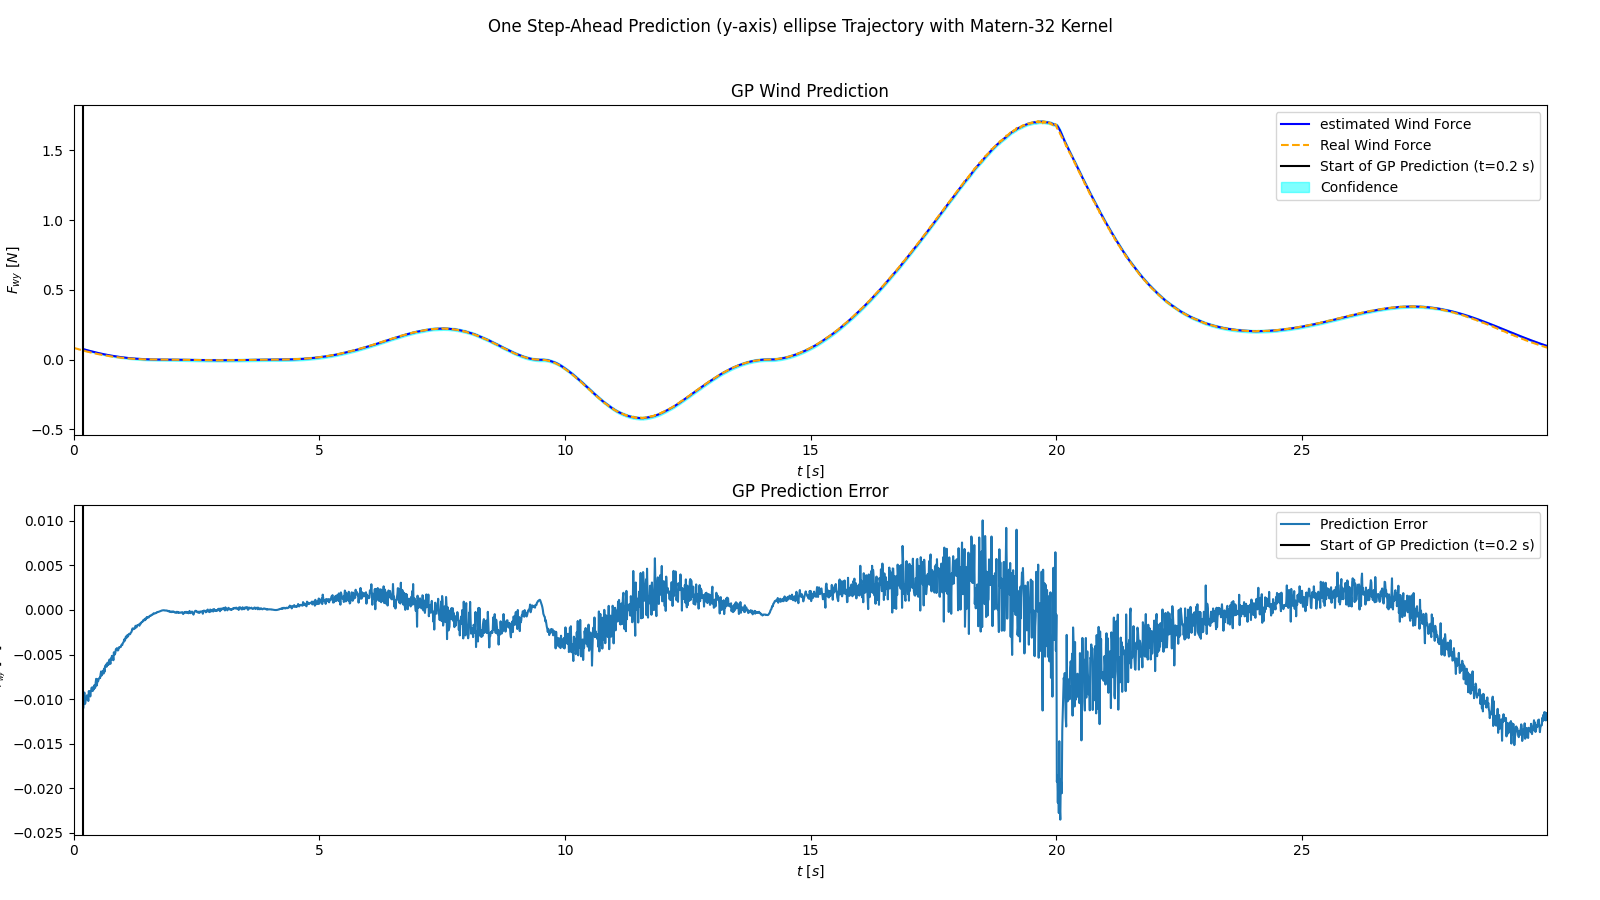 One Step-Ahead Prediction (y-axis) ellipse Trajectory with Matern-32 Kernel
GP Wind Prediction
estimated Wind Force
Real Wind Force
Start of GP Prediction (t=0.2 s)
Confidence
F_{wy} [N]
1.5
1.0
0.5
0.0
−0.5
0 5 10 15 20 25
t [s]
GP Prediction Error
Prediction Error
Start of GP Prediction (t=0.2 s)
0.010
0.005
0.000
−0.005
−0.010
−0.015
−0.020
−0.025
0 5 10 15 20 25
t [s]